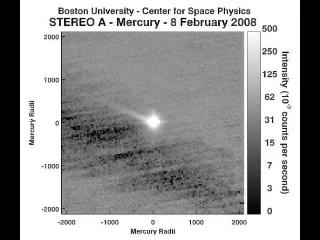 Boston University - Center for Space Physics
STEREO A - Mercury - 8 February 2008
500
250
125
62
31
15
7
3
0
Intensity (10⁻³ counts per second)
2000
1000
0
-1000
-2000
Mercury Radii
-2000 -1000 0 1000 2000
Mercury Radii